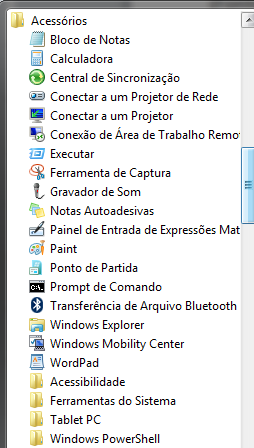 Acessórios
Bloco de Notas
Calculadora
Central de Sincronização
Conectar a um Projetor de Rede
Conectar a um Projetor
Conexão de Área de Trabalho Remo
Executar
Ferramenta de Captura
Gravador de Som
Notas Autoadesivas
Painel de Entrada de Expressões Mat
Paint
Ponto de Partida
Prompt de Comando
Transferência de Arquivo Bluetooth
Windows Explorer
Windows Mobility Center
WordPad
Acessibilidade
Ferramentas do Sistema
Tablet PC
Windows PowerShell